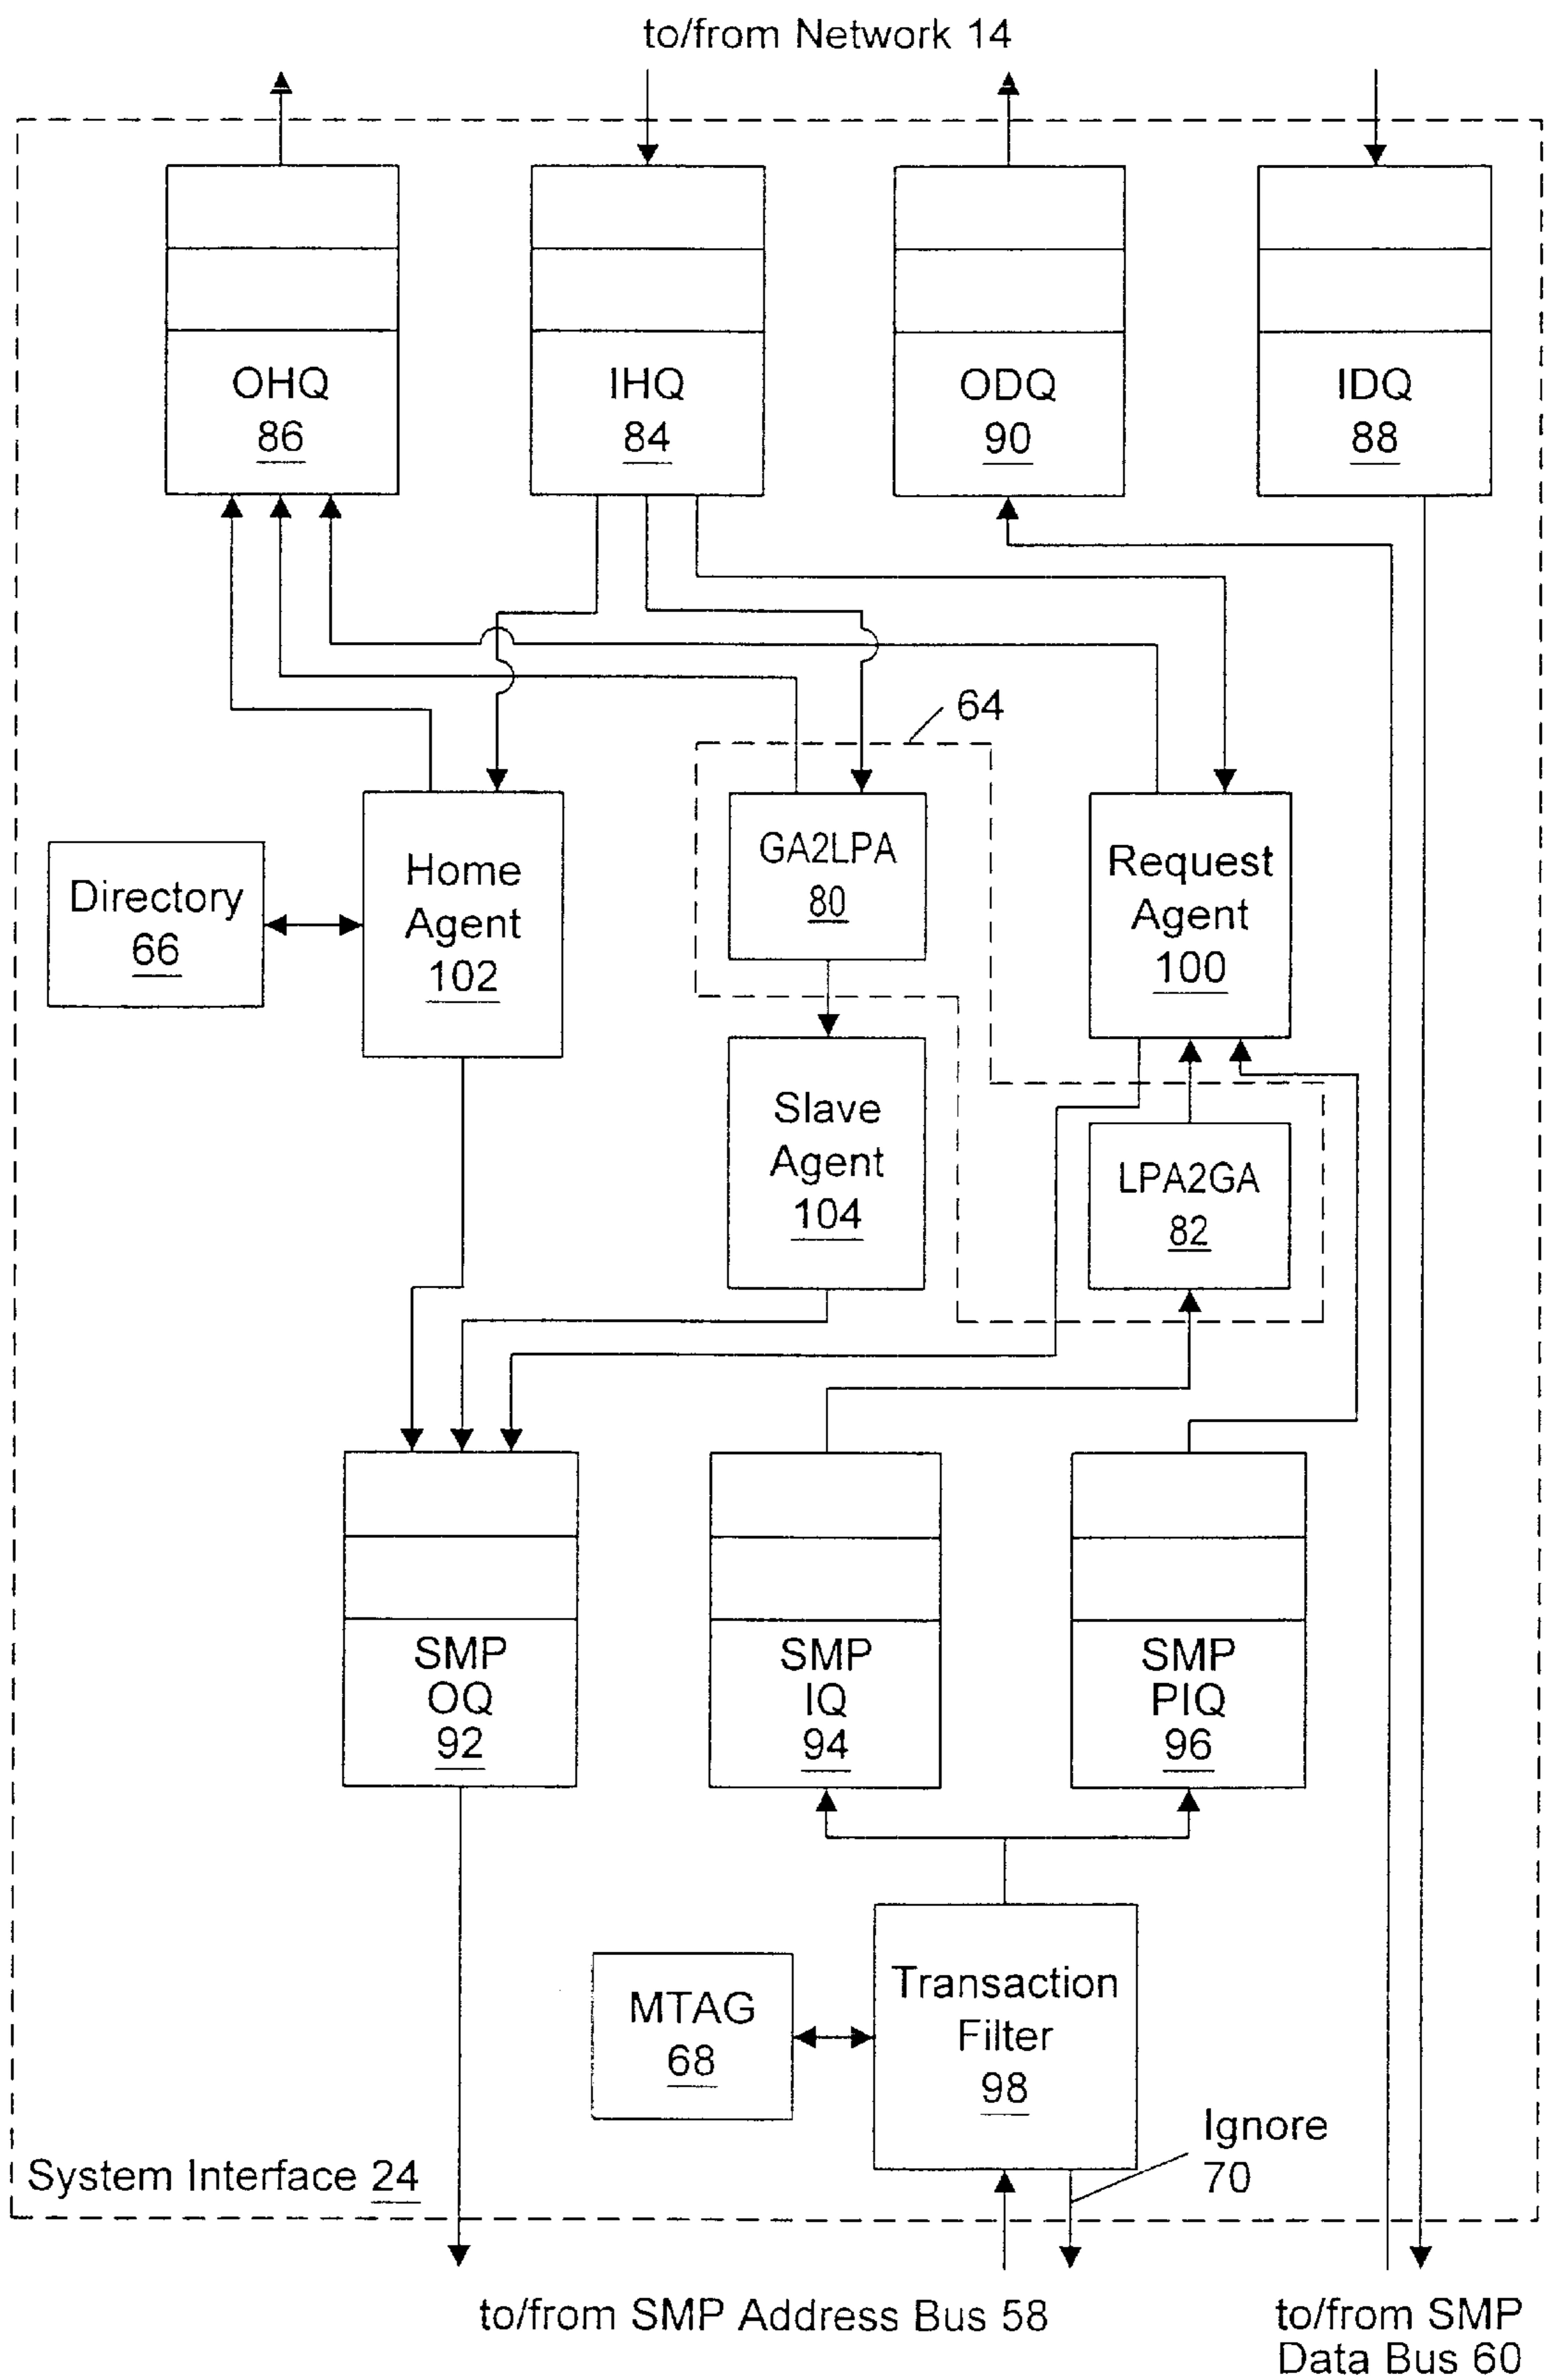 to/from Network 14
OHQ
86
IHQ
84
ODQ
90
IDQ
88
64
Directory
66
Home
Agent
102
GA2LPA
80
Request
Agent
100
Slave
Agent
104
LPA2GA
82
SMP
OQ
92
SMP
IQ
94
SMP
PIQ
96
MTAG
68
Transaction
Filter
98
Ignore
70
System Interface 24
to/from SMP Address Bus 58
to/from SMP
Data Bus 60